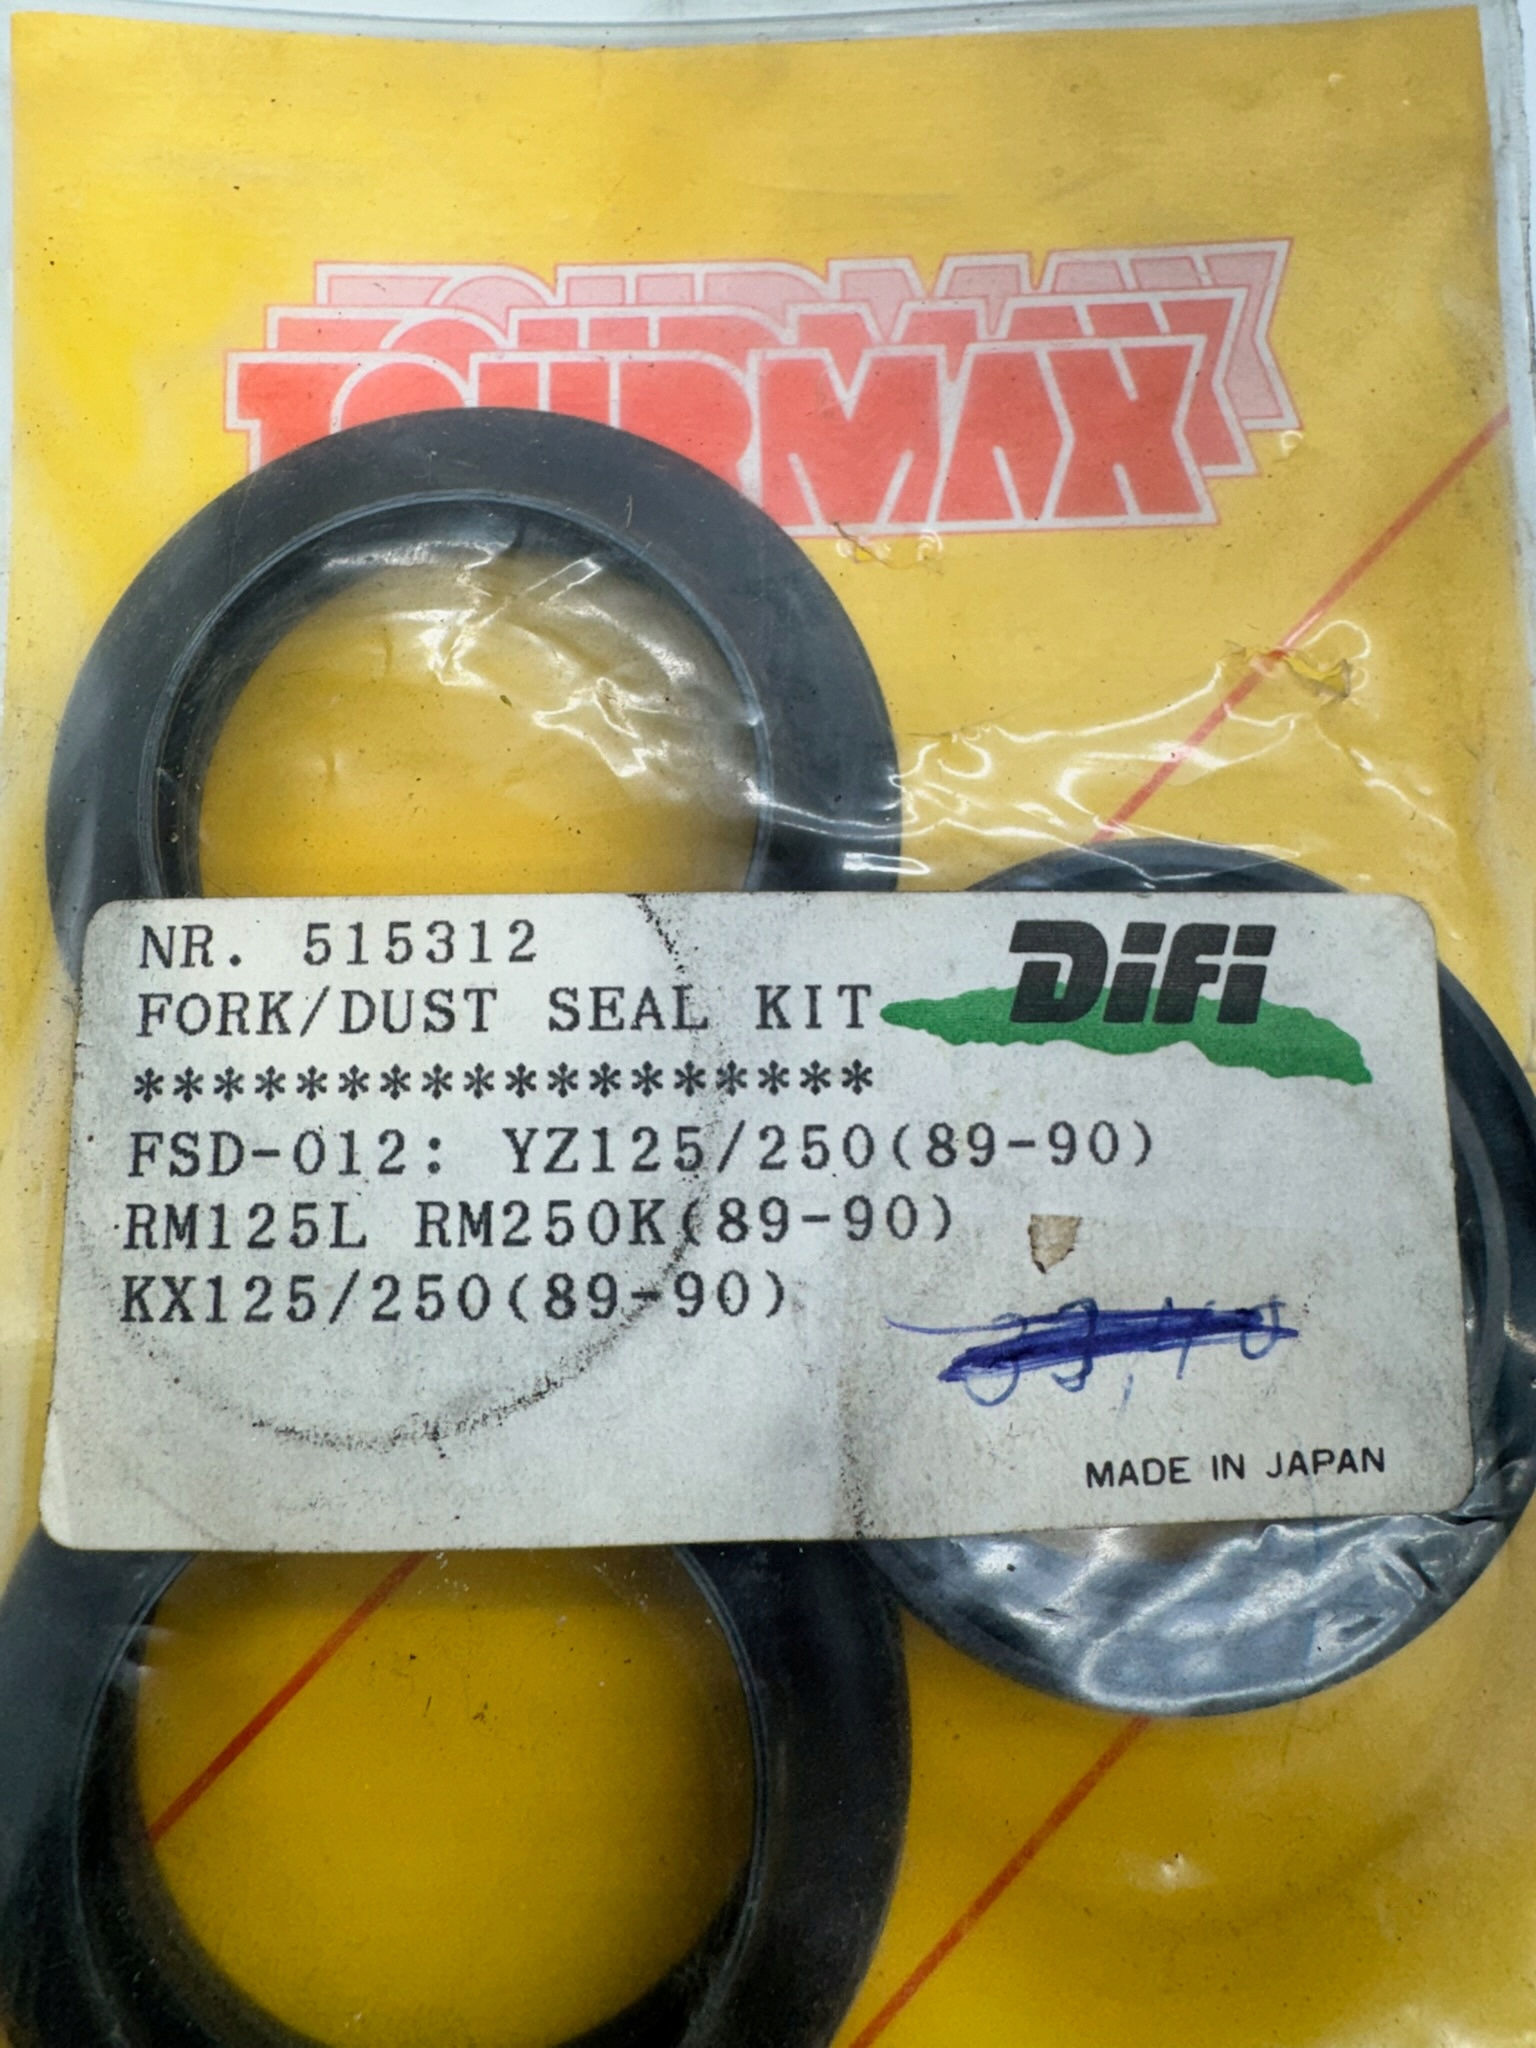 TOURMAX
NR. 515312
DiFi
FORK/DUST SEAL KIT
******************
FSD-012: YZ125/250(89-90)
RM125L RM250K(89-90)
KX125/250(89-90)
MADE IN JAPAN